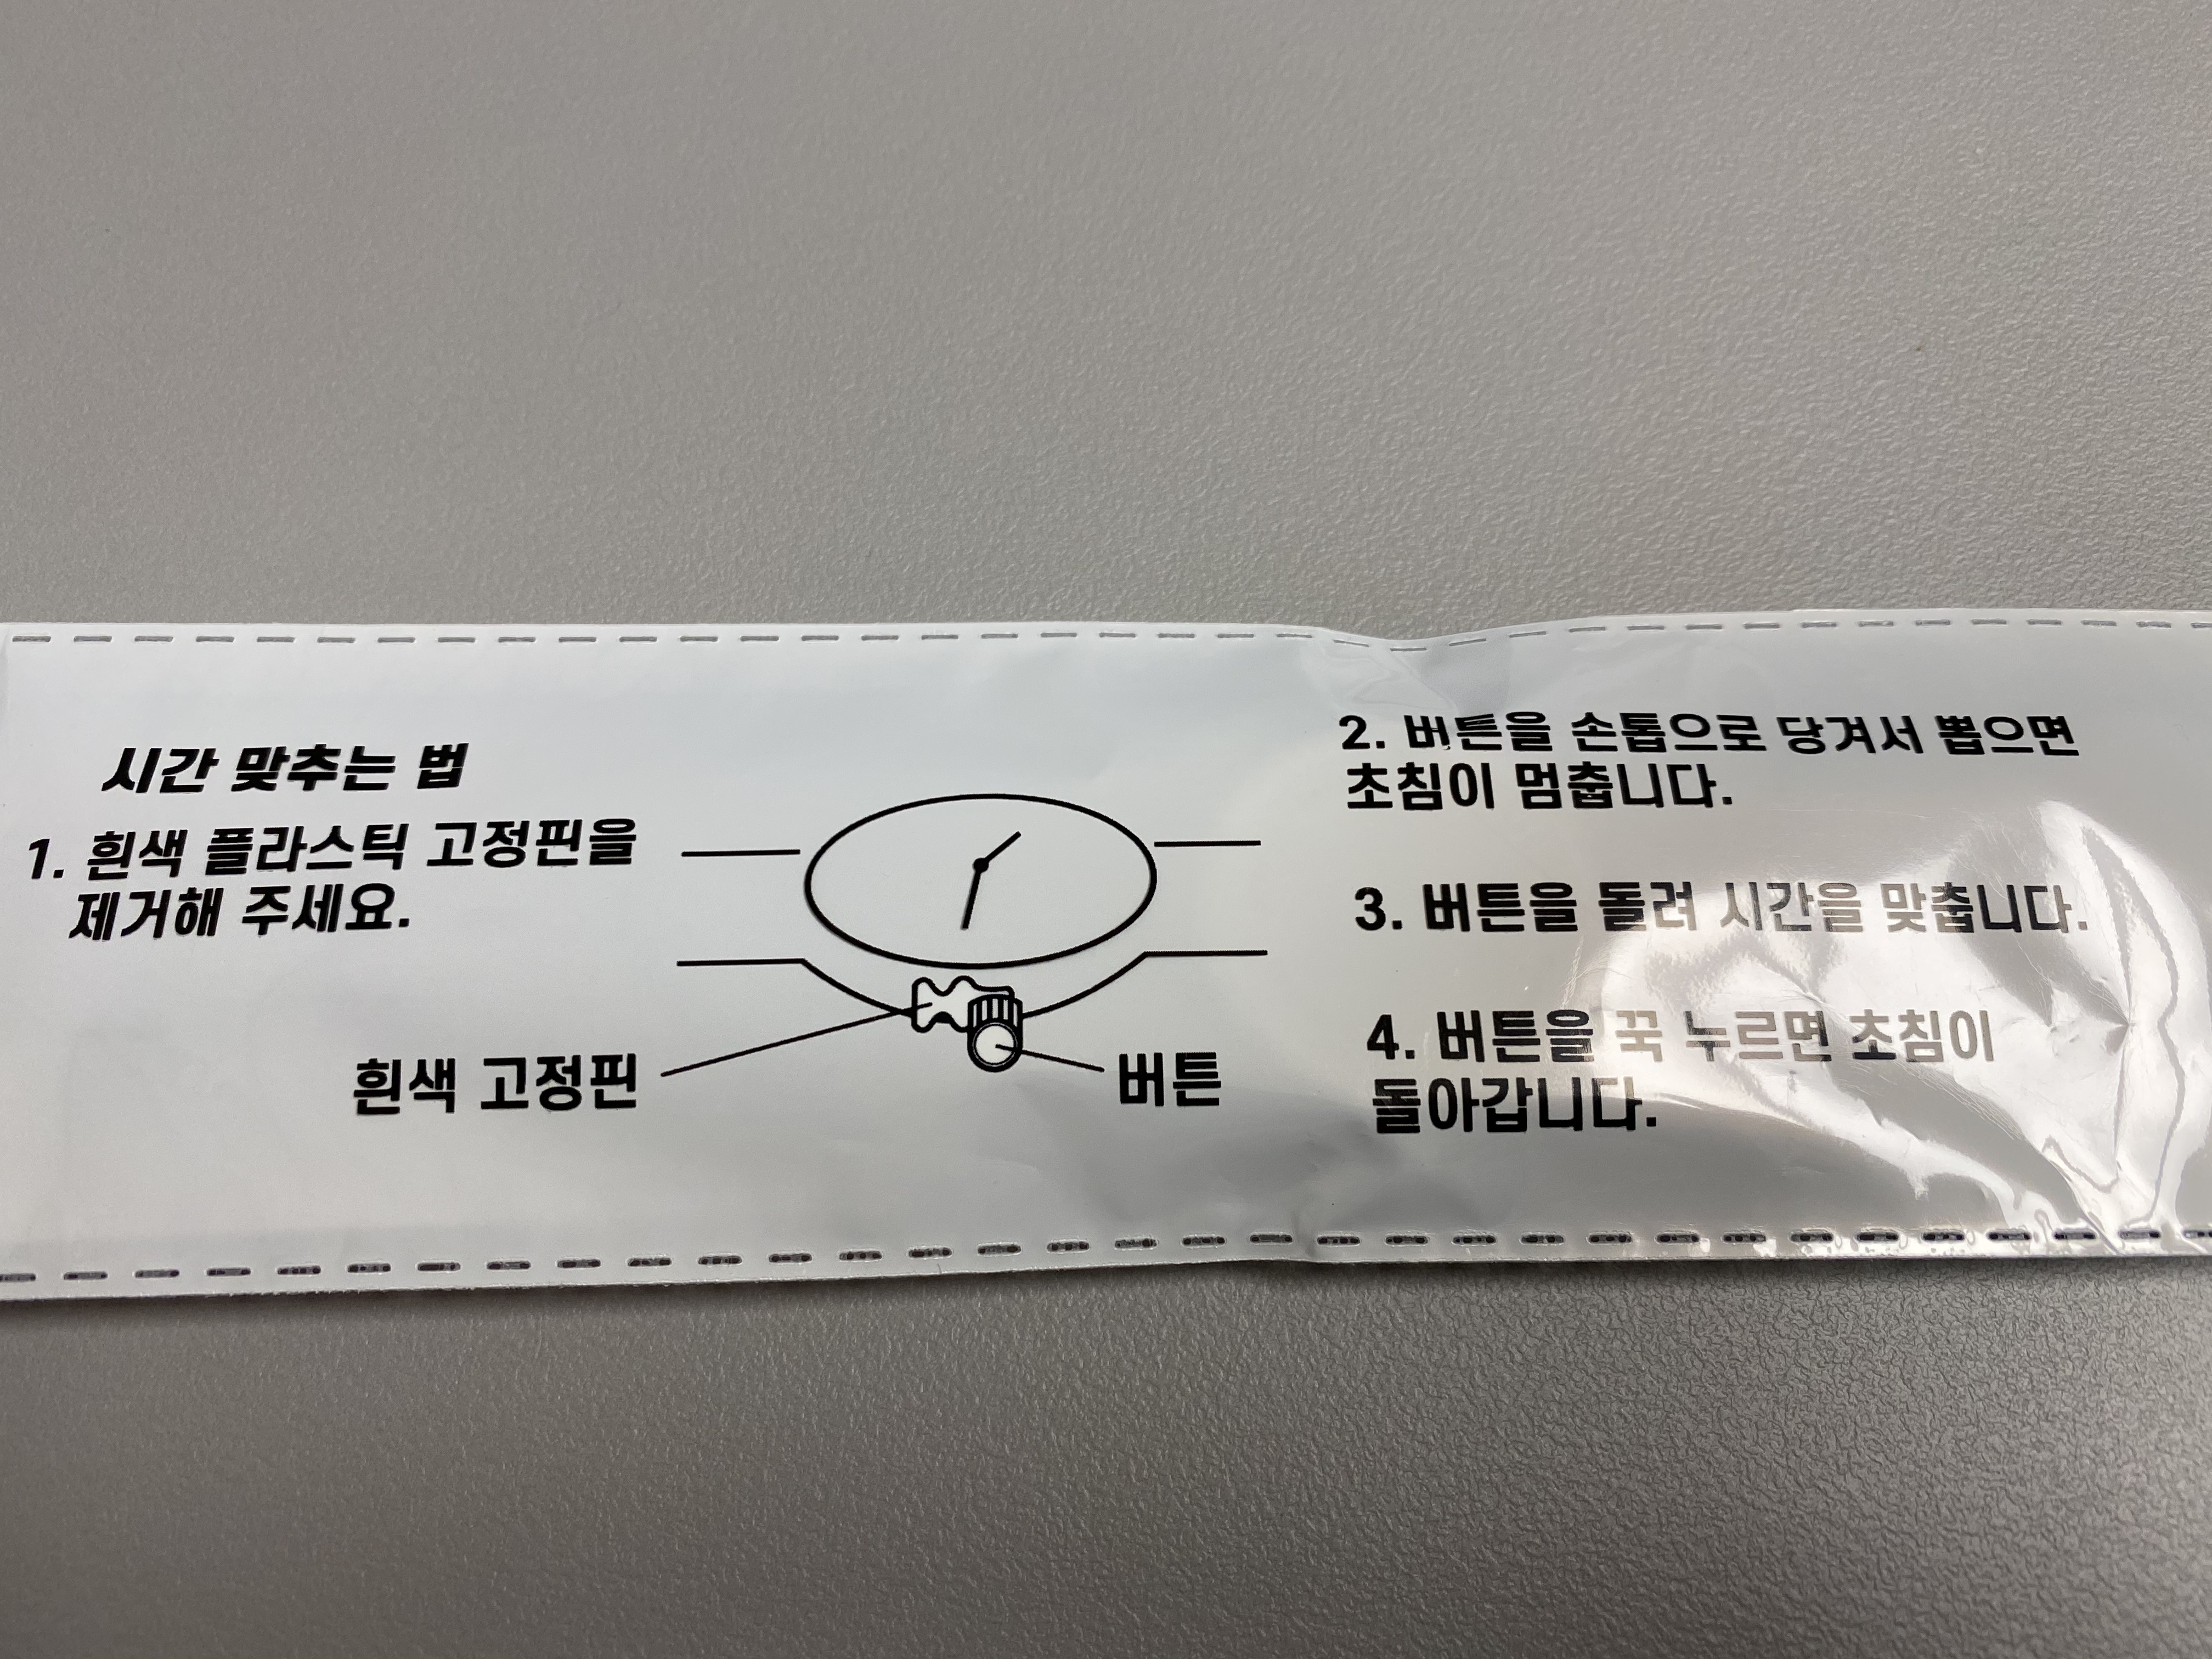 시간 맞추는 법
1. 흰색 플라스틱 고정핀을
제거해 주세요.
흰색 고정핀
버튼
2. 버튼을 손톱으로 당겨서 뽑으면
초침이 멈춥니다.
3. 버튼을 돌려 시간을 맞춥니다.
4. 버튼을 꾹 누르면 초침이
돌아갑니다.